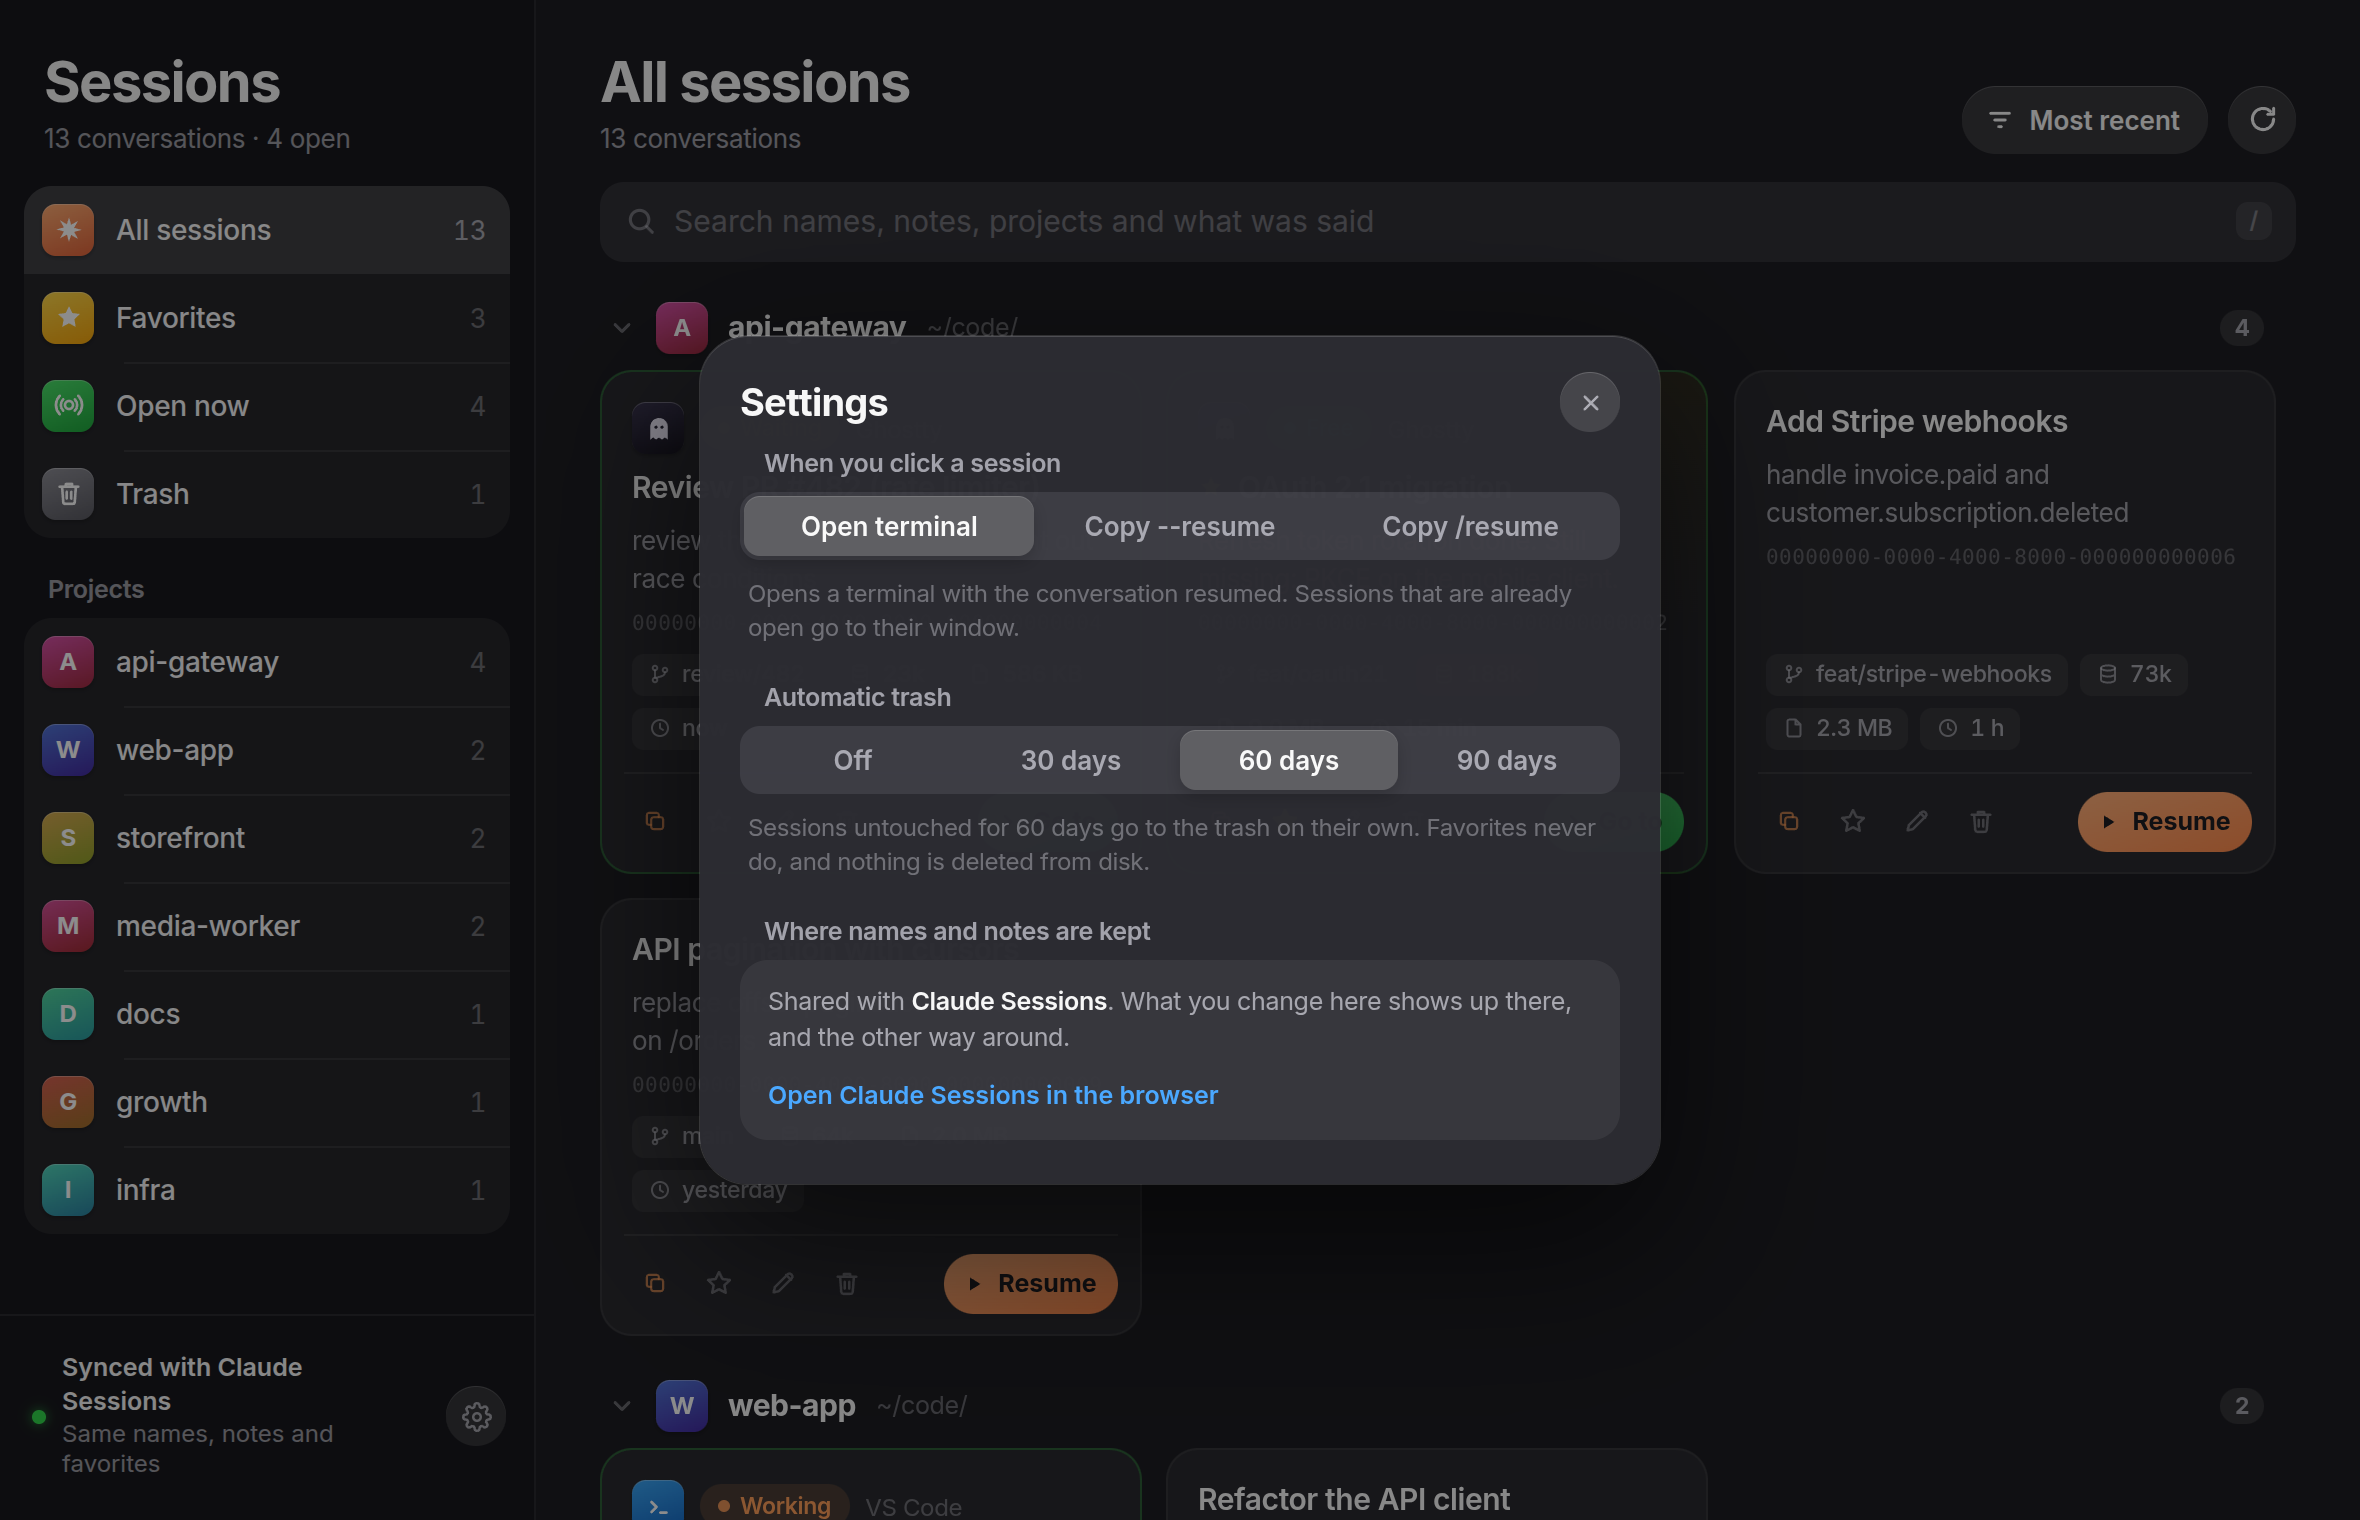 Sessions
13 conversations · 4 open
All sessions 13
Favorites 3
Open now 4
Trash 1
Projects
A api-gateway 4
W web-app 2
S storefront 2
M media-worker 2
D docs 1
G growth 1
I infra 1
Synced with Claude
Sessions
Same names, notes and
favorites
All sessions
13 conversations
Most recent
Search names, notes, projects and what was said /
A api-gateway ~/code/ 4
Settings
When you click a session
Open terminal Copy --resume Copy /resume
Opens a terminal with the conversation resumed. Sessions that are already
open go to their window.
Automatic trash
Off 30 days 60 days 90 days
Sessions untouched for 60 days go to the trash on their own. Favorites never
do, and nothing is deleted from disk.
Where names and notes are kept
Shared with Claude Sessions. What you change here shows up there,
and the other way around.
Open Claude Sessions in the browser
Add Stripe webhooks
handle invoice.paid and
customer.subscription.deleted
00000000-0000-4000-8000-000000000006
feat/stripe-webhooks 73k
2.3 MB 1 h
Resume
API
on
yesterday
Resume
W web-app ~/code/ 2
Working VS Code
Refactor the API client